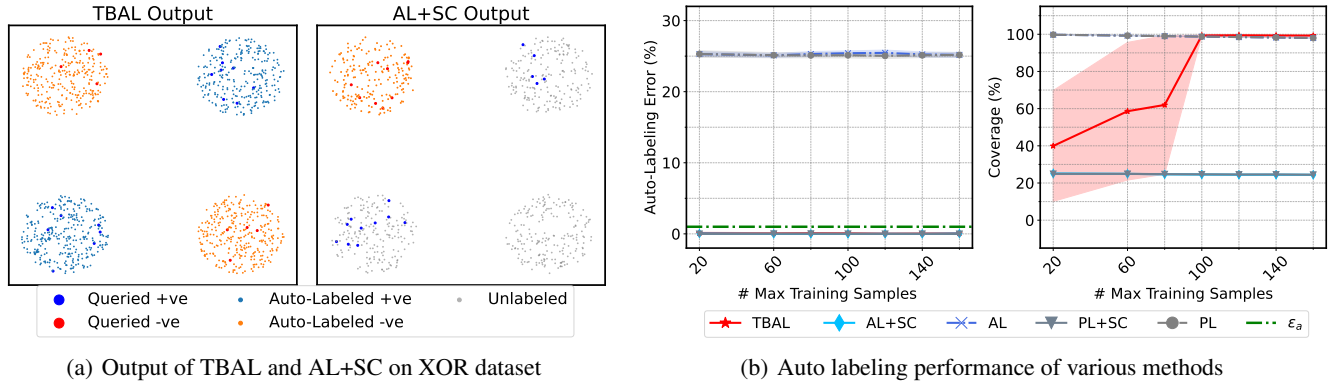 TBAL Output
AL+SC Output
Queried +ve
Auto-Labeled +ve
Unlabeled
Queried -ve
Auto-Labeled -ve
(a) Output of TBAL and AL+SC on XOR dataset
Auto-Labeling Error (%)
30
20
10
0
20
60
100
140
# Max Training Samples
Coverage (%)
100
80
60
40
20
0
20
60
100
140
# Max Training Samples
TBAL
AL+SC
AL
PL+SC
PL
εₐ
(b) Auto labeling performance of various methods